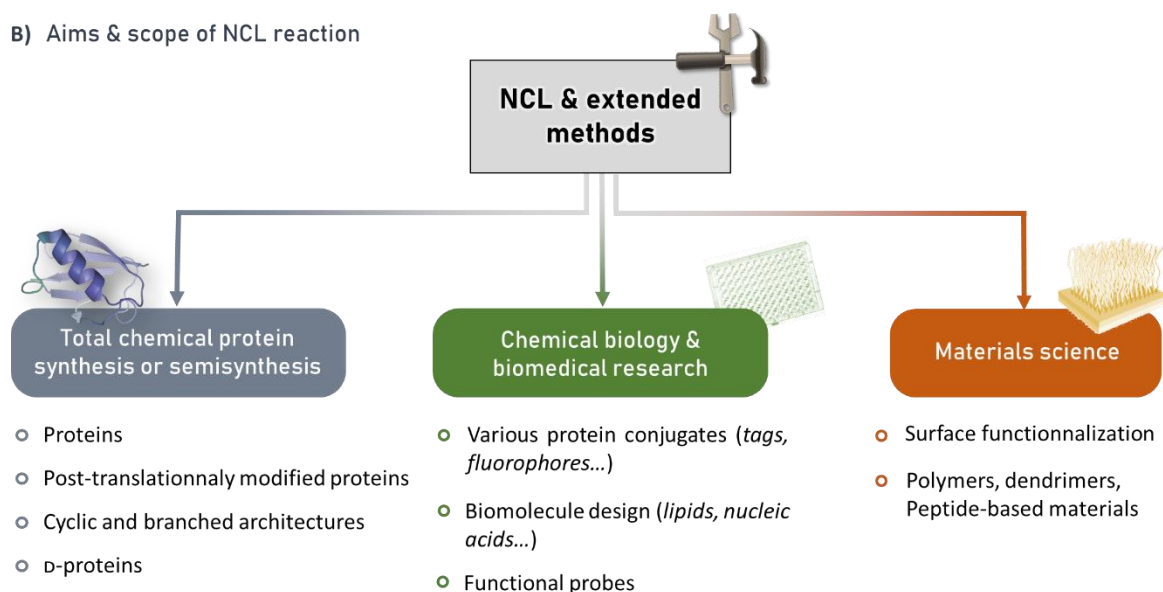 B) Aims & scope of NCL reaction
NCL & extended
methods
Total chemical protein
synthesis or semisynthesis
Proteins
Post-translationnaly modified proteins
Cyclic and branched architectures
D-proteins
Chemical biology &
biomedical research
Various protein conjugates (tags,
fluorophores...)
Biomolecule design (lipids, nucleic
acids...)
Functional probes
Materials science
Surface functionnalization
Polymers, dendrimers,
Peptide-based materials